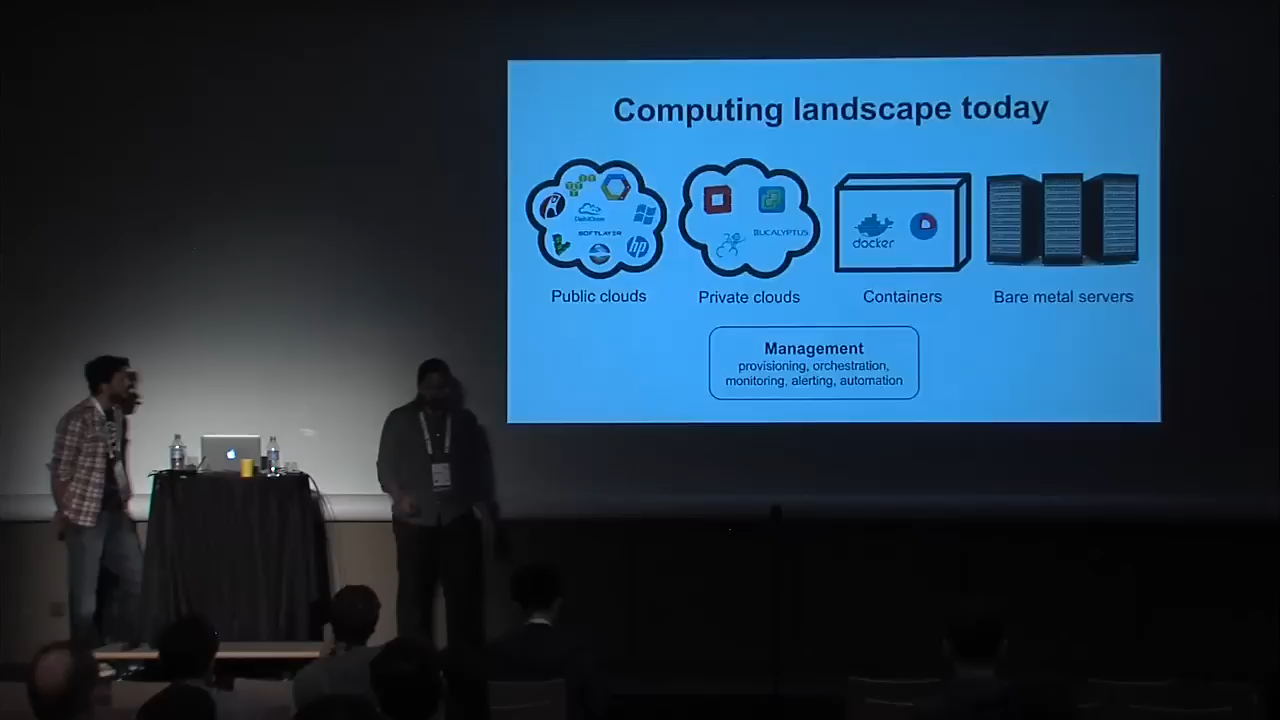 Computing landscape today
SOFTLAYER
hp
EUCALYPTUS
docker
Public clouds
Private clouds
Containers
Bare metal servers
Management
provisioning, orchestration,
monitoring, alerting, automation